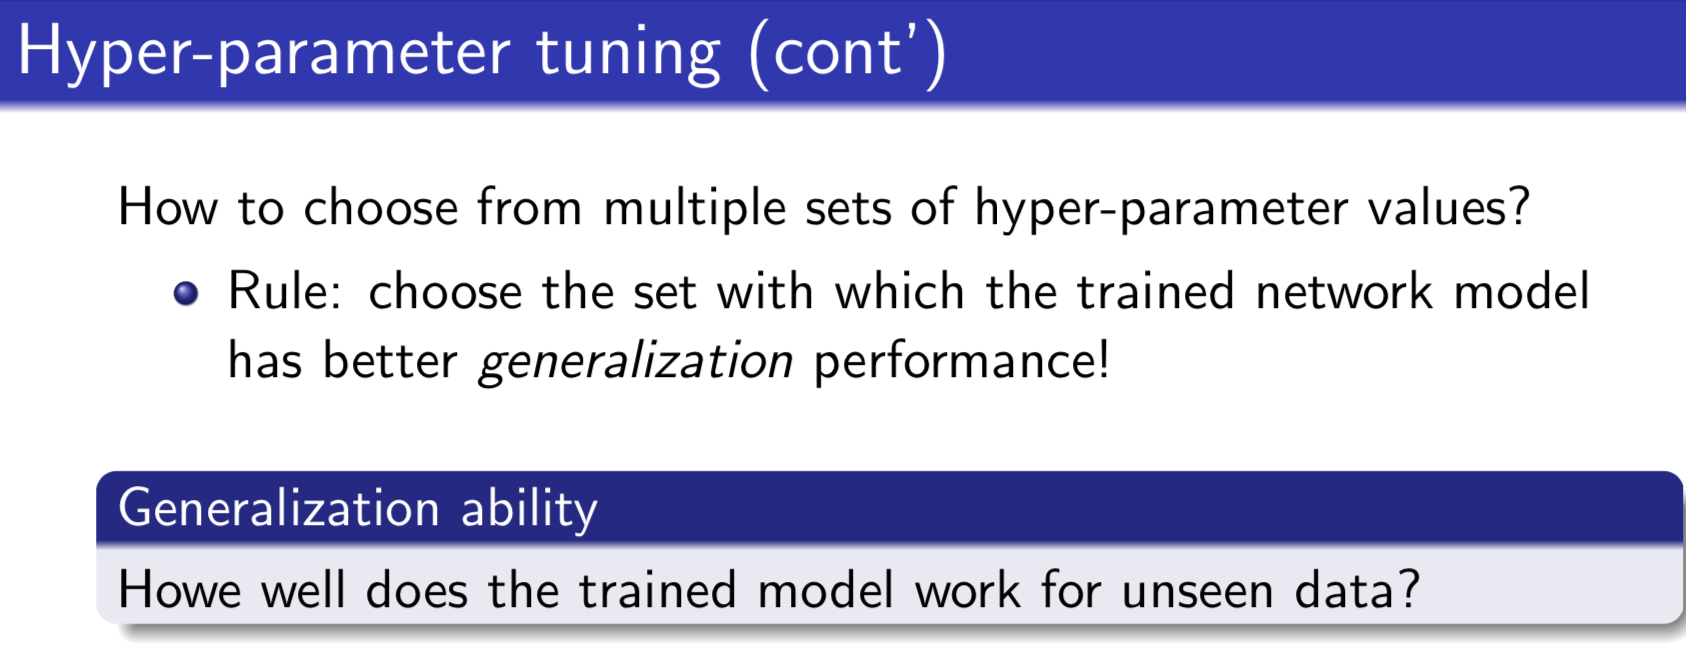 Hyper-parameter tuning (cont')
How to choose from multiple sets of hyper-parameter values?
Rule: choose the set with which the trained network model
has better generalization performance!
Generalization ability
Howe well does the trained model work for unseen data?